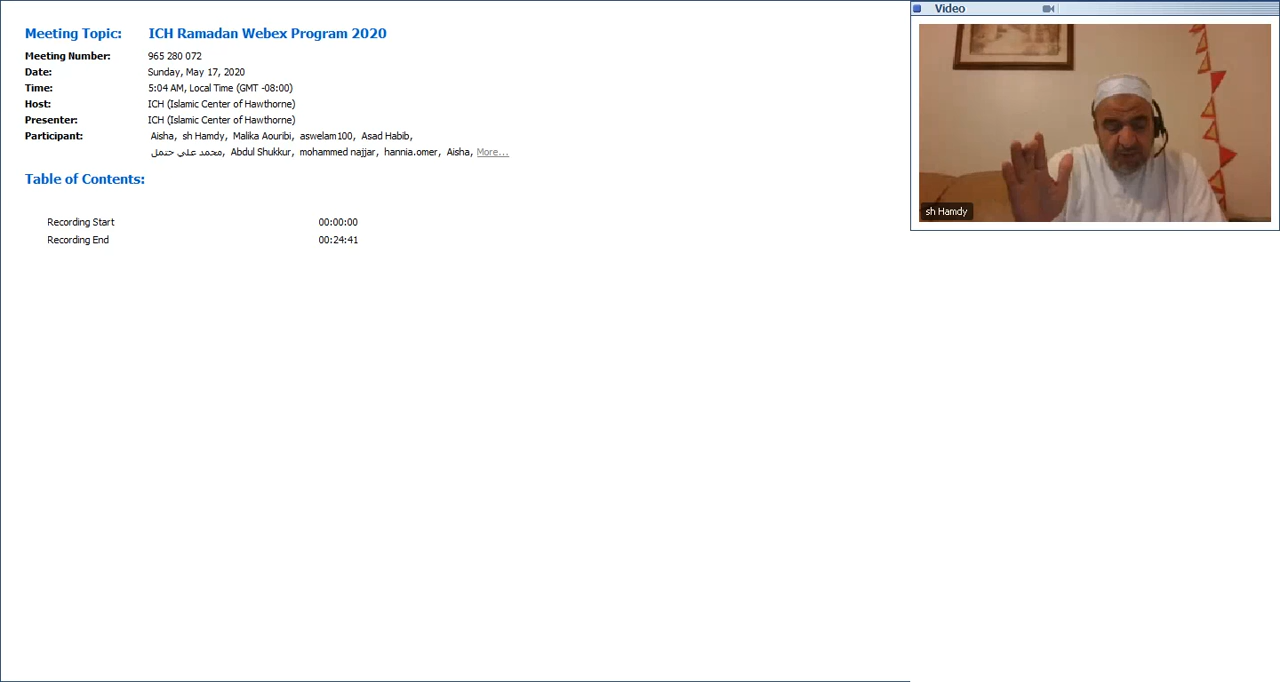 Meeting Topic: ICH Ramadan Webex Program 2020
Meeting Number: 965 280 072
Date: Sunday, May 17, 2020
Time: 5:04 AM, Local Time (GMT -08:00)
Host: ICH (Islamic Center of Hawthorne)
Presenter: ICH (Islamic Center of Hawthorne)
Participant: Aisha, sh Hamdy, Malika Aouribi, aswelam100, Asad Habib,
محمد علي حتمل, Abdul Shukkur, mohammed najjar, hannia.omer, Aisha, More...
Table of Contents:
Recording Start 00:00:00
Recording End 00:24:41
Video
sh Hamdy